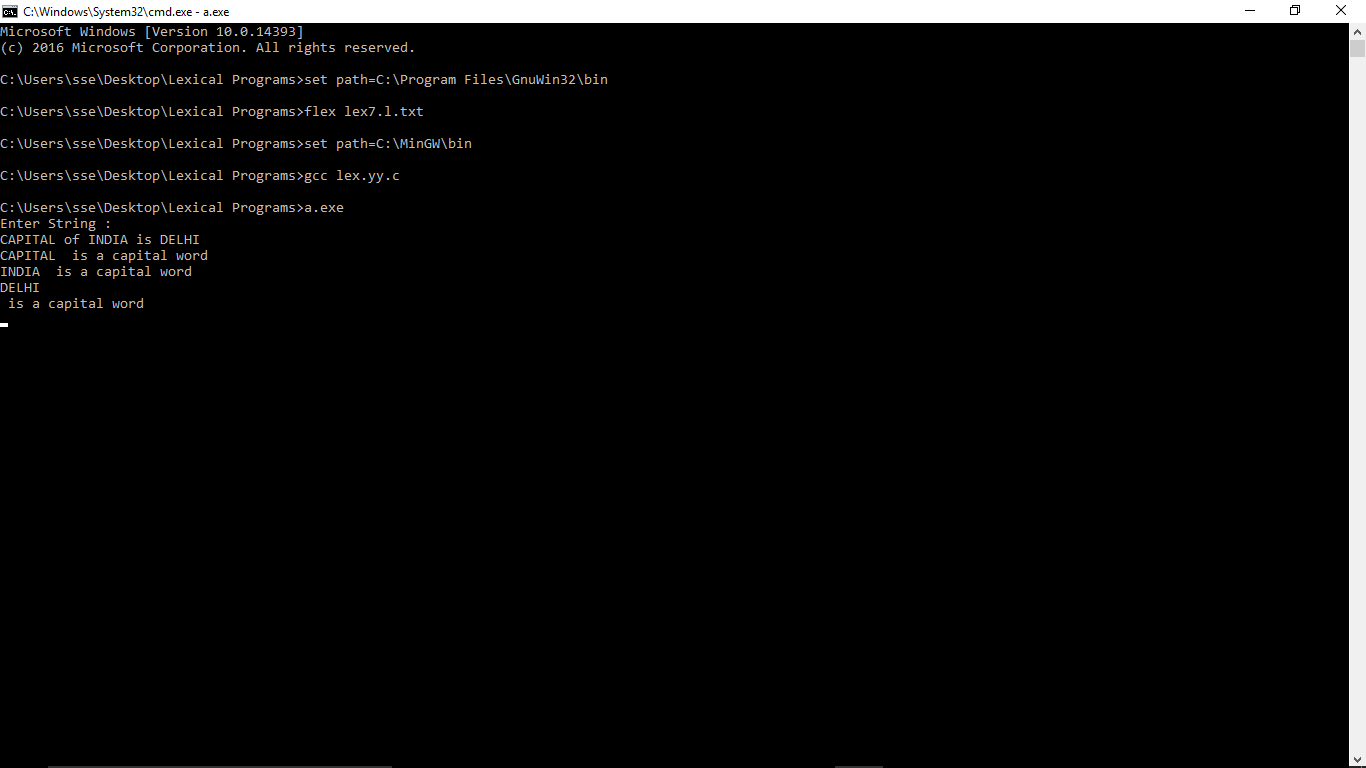 C:\Windows\System32\cmd.exe - a.exe
Microsoft Windows [Version 10.0.14393]
(c) 2016 Microsoft Corporation. All rights reserved.
C:\Users\sse\Desktop\Lexical Programs>set path=C:\Program Files\GnuWin32\bin
C:\Users\sse\Desktop\Lexical Programs>flex lex7.l.txt
C:\Users\sse\Desktop\Lexical Programs>set path=C:\MinGW\bin
C:\Users\sse\Desktop\Lexical Programs>gcc lex.yy.c
C:\Users\sse\Desktop\Lexical Programs>a.exe
Enter String :
CAPITAL of INDIA is DELHI
CAPITAL  is a capital word
INDIA  is a capital word
DELHI
 is a capital word